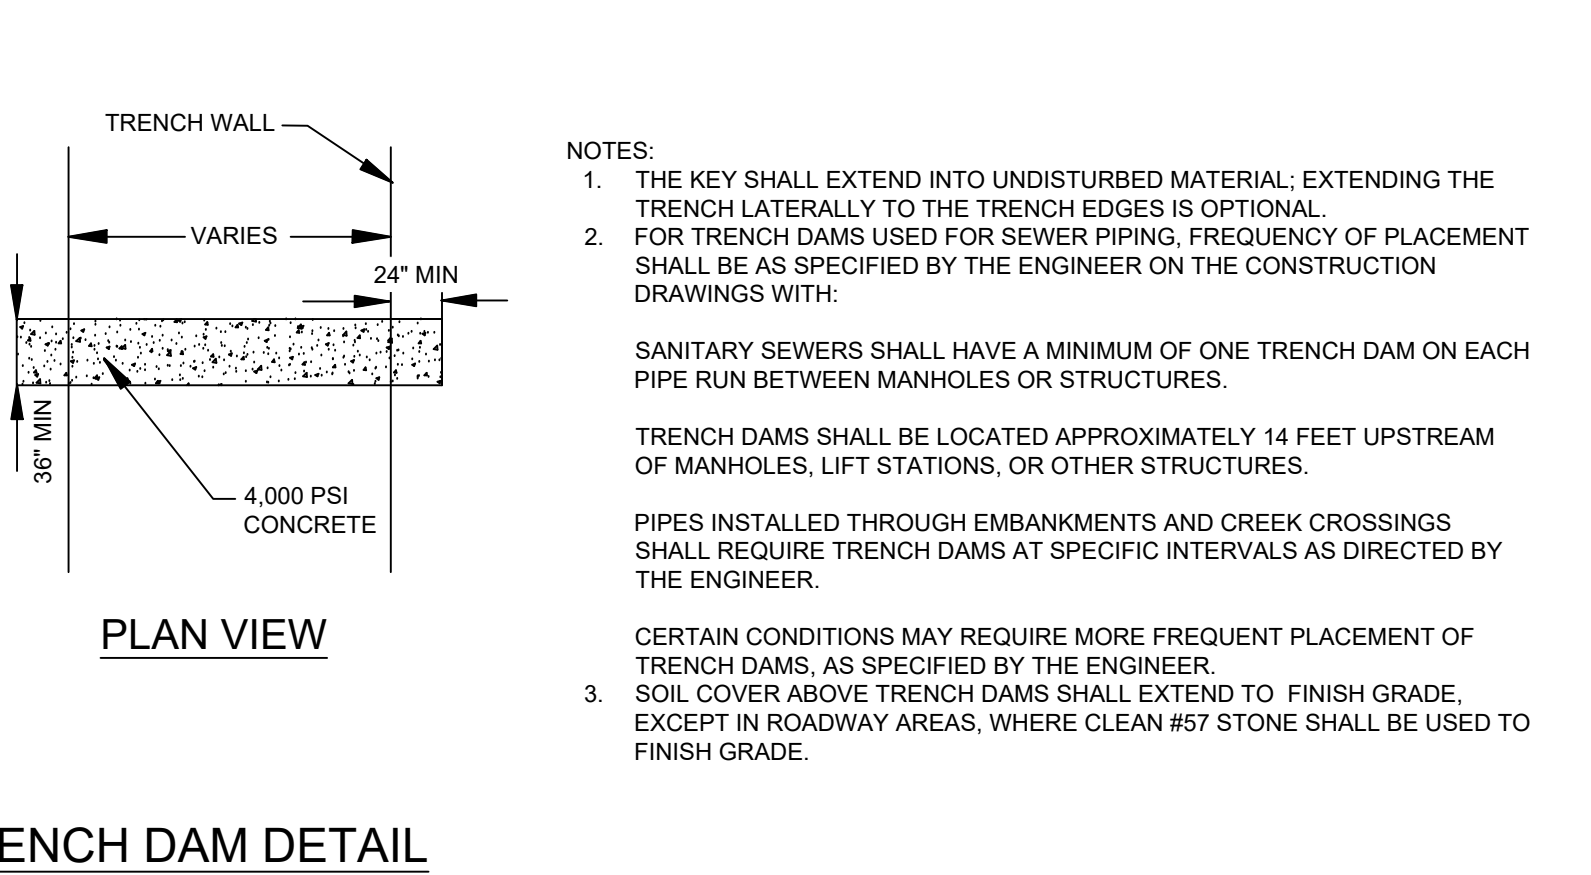 TRENCH WALL
VARIES
24" MIN
36" MIN
4,000 PSI
CONCRETE
PLAN VIEW
NOTES:
1. THE KEY SHALL EXTEND INTO UNDISTURBED MATERIAL; EXTENDING THE
TRENCH LATERALLY TO THE TRENCH EDGES IS OPTIONAL.
2. FOR TRENCH DAMS USED FOR SEWER PIPING, FREQUENCY OF PLACEMENT
SHALL BE AS SPECIFIED BY THE ENGINEER ON THE CONSTRUCTION
DRAWINGS WITH:
SANITARY SEWERS SHALL HAVE A MINIMUM OF ONE TRENCH DAM ON EACH
PIPE RUN BETWEEN MANHOLES OR STRUCTURES.
TRENCH DAMS SHALL BE LOCATED APPROXIMATELY 14 FEET UPSTREAM
OF MANHOLES, LIFT STATIONS, OR OTHER STRUCTURES.
PIPES INSTALLED THROUGH EMBANKMENTS AND CREEK CROSSINGS
SHALL REQUIRE TRENCH DAMS AT SPECIFIC INTERVALS AS DIRECTED BY
THE ENGINEER.
CERTAIN CONDITIONS MAY REQUIRE MORE FREQUENT PLACEMENT OF
TRENCH DAMS, AS SPECIFIED BY THE ENGINEER.
3. SOIL COVER ABOVE TRENCH DAMS SHALL EXTEND TO FINISH GRADE,
EXCEPT IN ROADWAY AREAS, WHERE CLEAN #57 STONE SHALL BE USED TO
FINISH GRADE.
ENCH DAM DETAIL